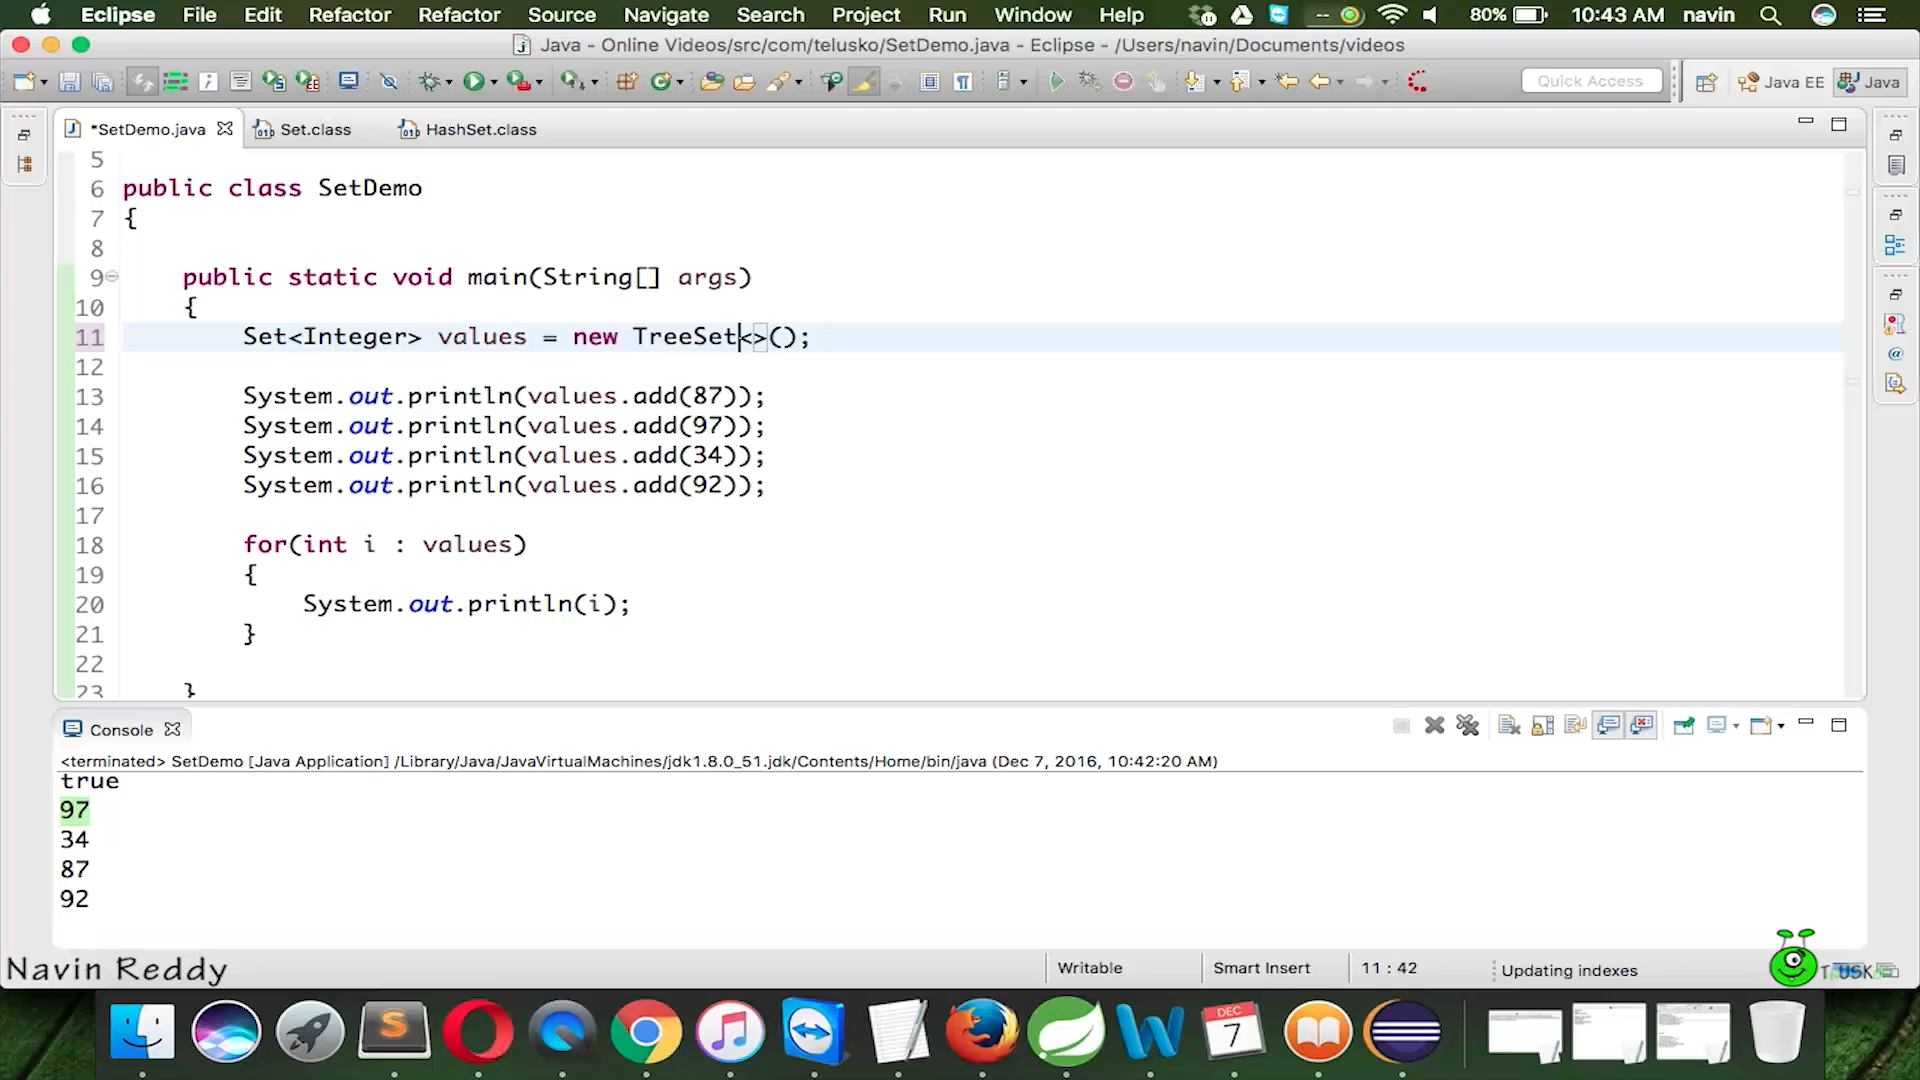 Eclipse File Edit Refactor Refactor Source Navigate Search Project Run Window Help -- 80% 10:43 AM navin
Java - Online Videos/src/com/telusko/SetDemo.java - Eclipse - /Users/navin/Documents/videos
Quick Access Java EE Java
*SetDemo.java Set.class HashSet.class
5
6 public class SetDemo
7 {
8
9 public static void main(String[] args)
10 {
11 Set<Integer> values = new TreeSet<>();
12
13 System.out.println(values.add(87));
14 System.out.println(values.add(97));
15 System.out.println(values.add(34));
16 System.out.println(values.add(92));
17
18 for(int i : values)
19 {
20 System.out.println(i);
21 }
22
23 }
Console
<terminated> SetDemo [Java Application] /Library/Java/JavaVirtualMachines/jdk1.8.0_51.jdk/Contents/Home/bin/java (Dec 7, 2016, 10:42:20 AM)
true
97
34
87
92
Navin Reddy
Writable Smart Insert 11 : 42 Updating indexes
DEC
7